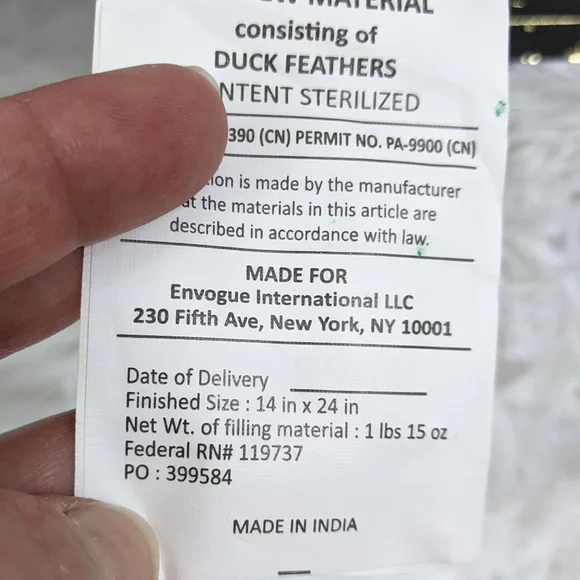 MATERIAL
consisting of
DUCK FEATHERS
NTENT STERILIZED
390 (CN) PERMIT NO. PA-9900 (CN)
ion is made by the manufacturer
at the materials in this article are
described in accordance with law.
MADE FOR
Envogue International LLC
230 Fifth Ave, New York, NY 10001
Date of Delivery
Finished Size : 14 in x 24 in
Net Wt. of filling material : 1 lbs 15 oz
Federal RN# 119737
PO : 399584
MADE IN INDIA